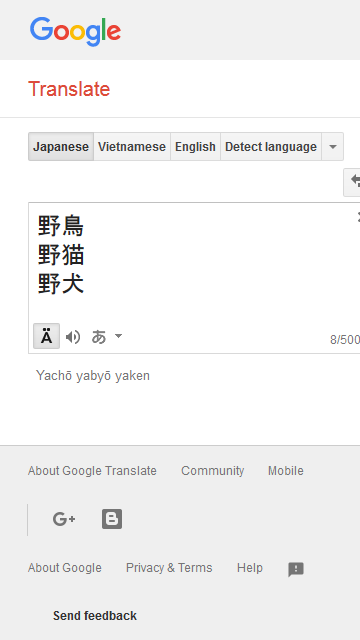 Google
Translate
Japanese Vietnamese English Detect language
野鳥
野猫
野犬
Ä あ 8/500
Yachō yabyō yaken
About Google Translate Community Mobile
G+
About Google Privacy & Terms Help
Send feedback